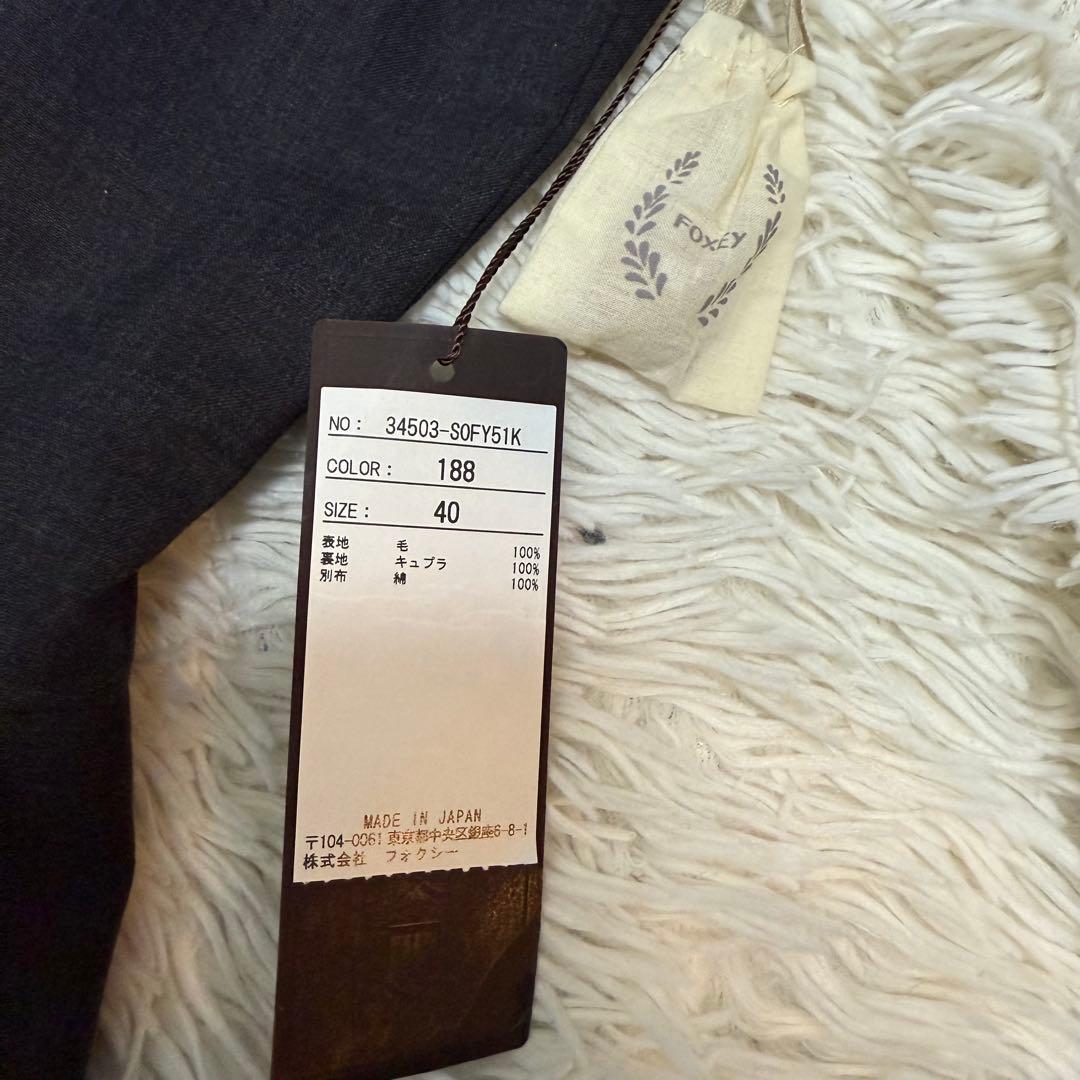 FOXEY
NO： 34503-S0FY51K
COLOR： 188
SIZE： 40
表地 毛 100%
裏地 キュプラ 100%
別布 綿 100%
MADE IN JAPAN
〒104-0061 東京都中央区銀座6-8-1
株式会社 フォクシー